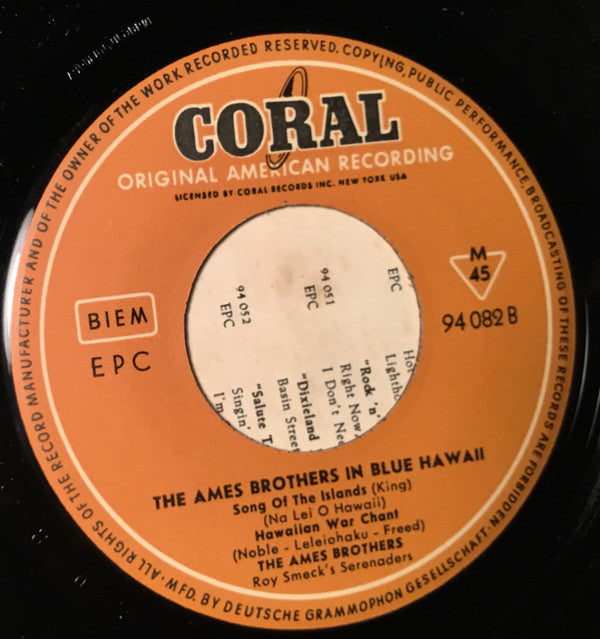 ALL RIGHTS OF THE RECORD MANUFACTURER AND OF THE OWNER OF THE WORK RECORDED RESERVED. COPYING, PUBLIC PERFORMANCE, BROADCASTING OF THESE RECORDS ARE FORBIDDEN.
MFD. BY DEUTSCHE GRAMMOPHON GESELLSCHAFT
CORAL
ORIGINAL AMERICAN RECORDING
LICENSED BY CORAL RECORDS INC. NEW YORK USA
BIEM
EPC
M
45
94 082 B
EPC
94 051
EPC
94 052
EPC
"Rock 'n'
Right Now,
I Don't Nee
"Dixieland
Basin Street
"Salute T
Singin'
I'm
THE AMES BROTHERS IN BLUE HAWAII
Song Of The Islands (King)
(Na Lei O Hawaii)
Hawaiian War Chant
(Noble - Leleiohaku - Freed)
THE AMES BROTHERS
Roy Smeck's Serenaders